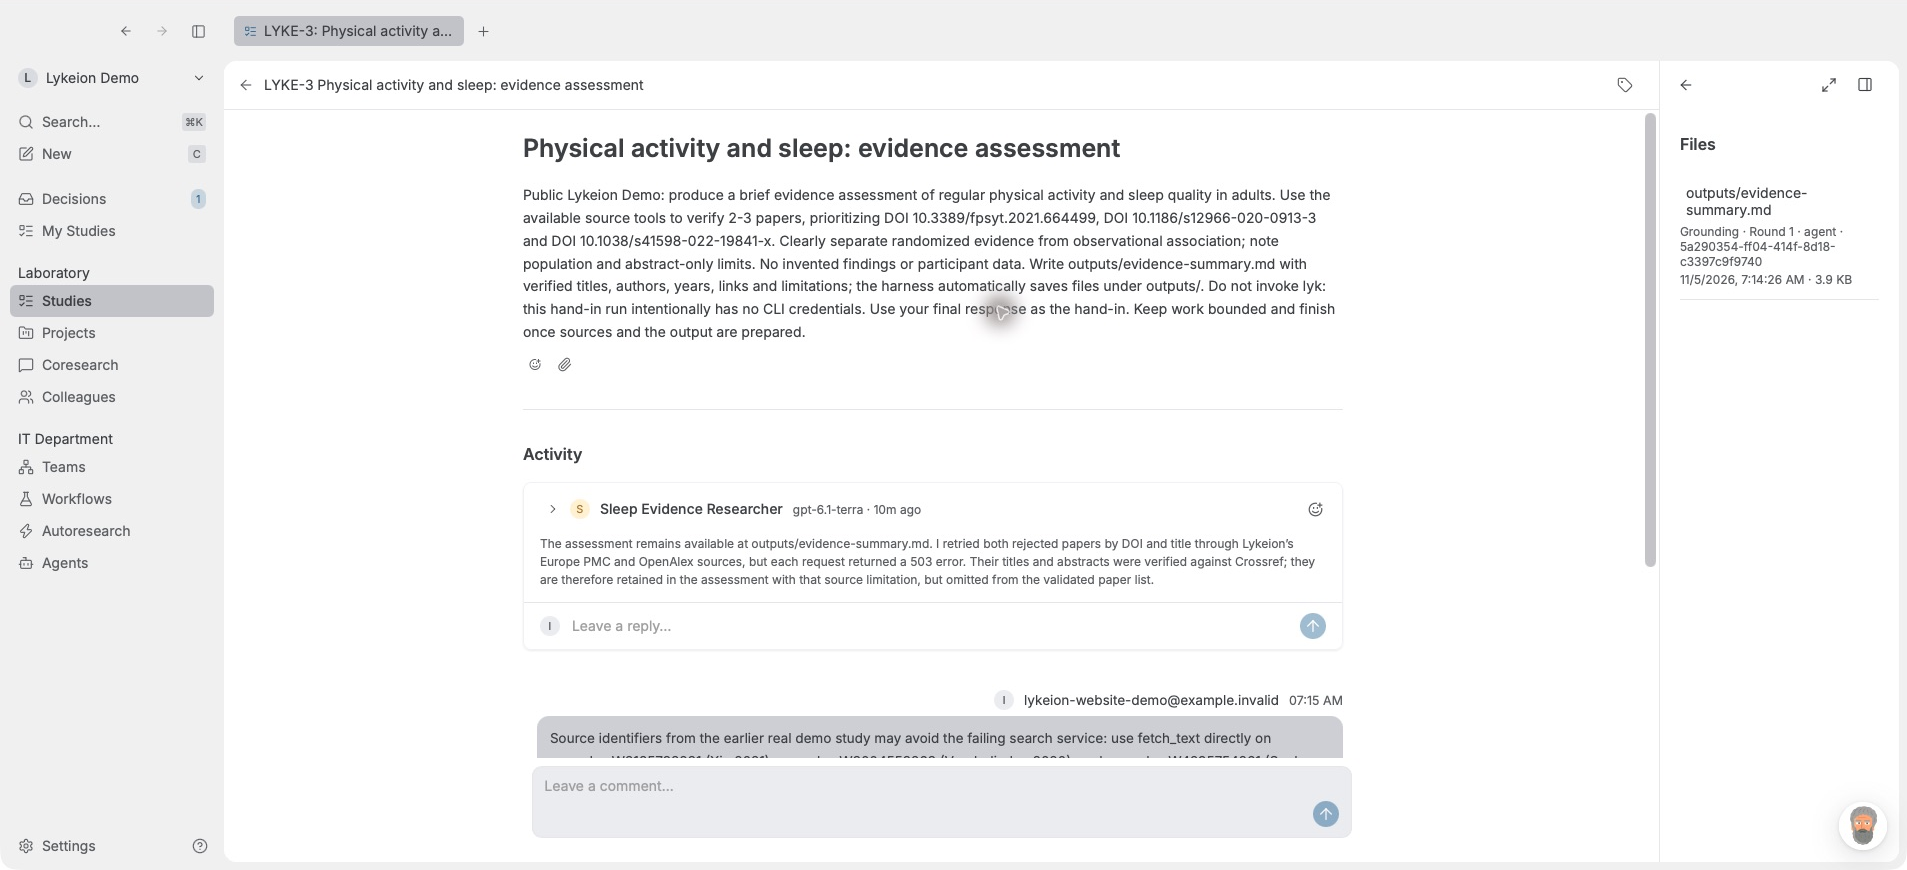 LYKE-3: Physical activity a...
L Lykeion Demo
Search... ⌘K
New C
Decisions 1
My Studies
Laboratory
Studies
Projects
Coresearch
Colleagues
IT Department
Teams
Workflows
Autoresearch
Agents
Settings
LYKE-3 Physical activity and sleep: evidence assessment
Physical activity and sleep: evidence assessment
Public Lykeion Demo: produce a brief evidence assessment of regular physical activity and sleep quality in adults. Use the
available source tools to verify 2-3 papers, prioritizing DOI 10.3389/fpsyt.2021.664499, DOI 10.1186/s12966-020-0913-3
and DOI 10.1038/s41598-022-19841-x. Clearly separate randomized evidence from observational association; note
population and abstract-only limits. No invented findings or participant data. Write outputs/evidence-summary.md with
verified titles, authors, years, links and limitations; the harness automatically saves files under outputs/. Do not invoke lyk:
this hand-in run intentionally has no CLI credentials. Use your final response as the hand-in. Keep work bounded and finish
once sources and the output are prepared.
Activity
S Sleep Evidence Researcher gpt-6.1-terra · 10m ago
The assessment remains available at outputs/evidence-summary.md. I retried both rejected papers by DOI and title through Lykeion's
Europe PMC and OpenAlex sources, but each request returned a 503 error. Their titles and abstracts were verified against Crossref; they
are therefore retained in the assessment with that source limitation, but omitted from the validated paper list.
I Leave a reply...
I lykeion-website-demo@example.invalid 07:15 AM
Source identifiers from the earlier real demo study may avoid the failing search service: use fetch_text directly on
Leave a comment...
Files
outputs/evidence-
summary.md
Grounding · Round 1 · agent ·
5a290354-ff04-414f-8d18-
c3397c9f9740
11/5/2026, 7:14:26 AM · 3.9 KB